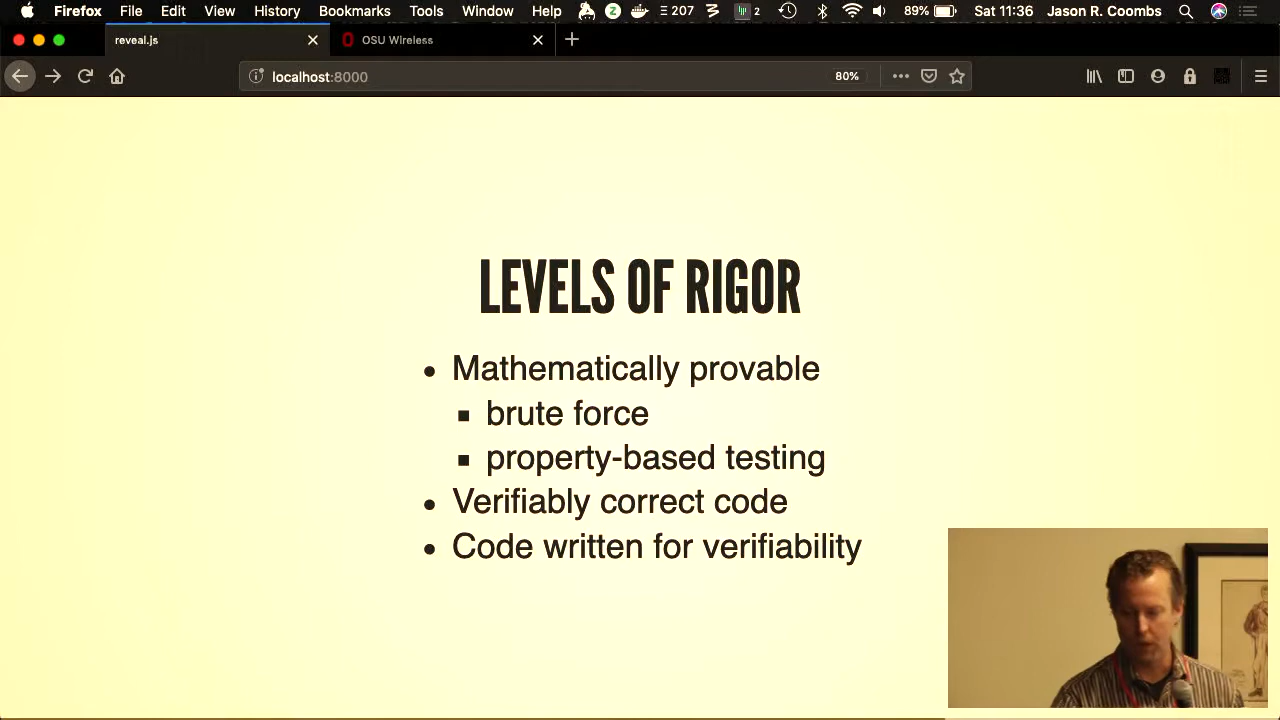 Firefox File Edit View History Bookmarks Tools Window Help 207 2 89% Sat 11:36 Jason R. Coombs
reveal.js OSU Wireless
localhost:8000 80%
LEVELS OF RIGOR
• Mathematically provable
▪ brute force
▪ property-based testing
• Verifiably correct code
• Code written for verifiability